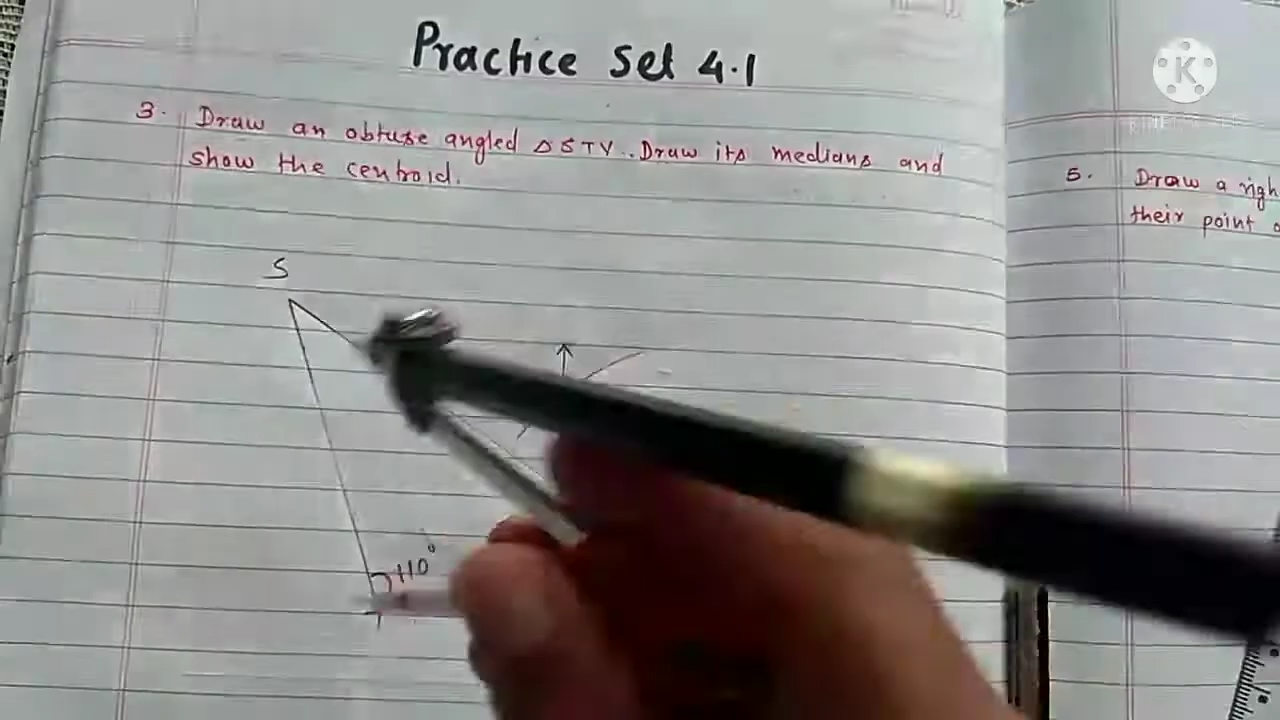 Practice Set 4.1
3. Draw an obtuse angled △STV. Draw its medians and
show the centroid.
S
110°
5. Draw a righ
their point o
K